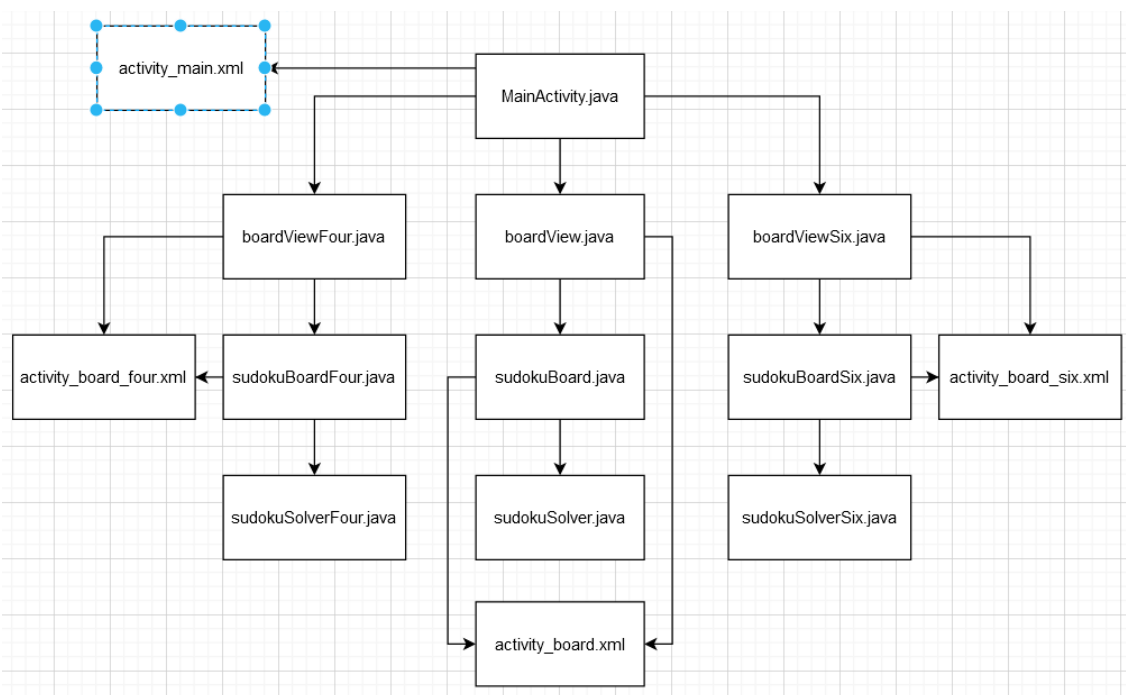 activity_main.xml
MainActivity.java
boardViewFour.java
boardView.java
boardViewSix.java
activity_board_four.xml
sudokuBoardFour.java
sudokuBoard.java
sudokuBoardSix.java
activity_board_six.xml
sudokuSolverFour.java
sudokuSolver.java
sudokuSolverSix.java
activity_board.xml